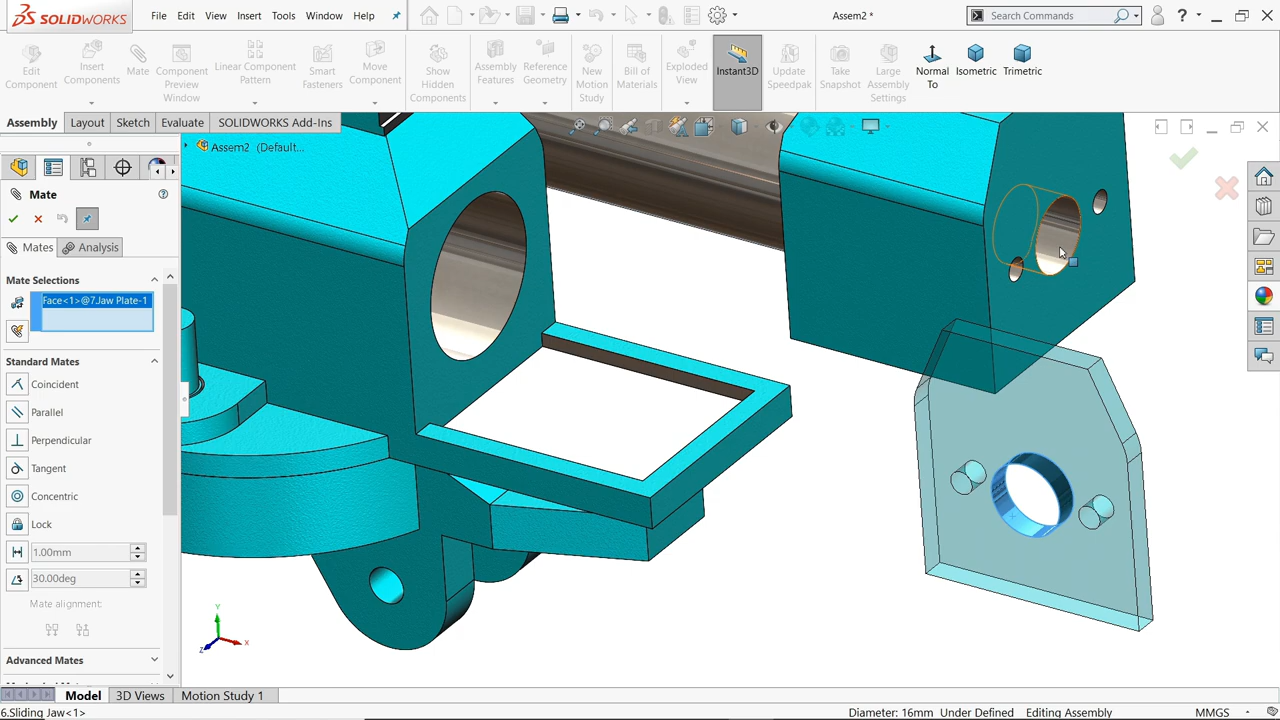 SOLIDWORKS
File Edit View Insert Tools Window Help
Assem2 *
Search Commands
Edit Component
Insert Components
Mate
Component Preview Window
Linear Component Pattern
Smart Fasteners
Move Component
Show Hidden Components
Assembly Features
Reference Geometry
New Motion Study
Bill of Materials
Exploded View
Instant3D
Update Speedpak
Take Snapshot
Large Assembly Settings
Normal To
Isometric
Trimetric
Assembly Layout Sketch Evaluate SOLIDWORKS Add-Ins
Assem2 (Default...
Mate
Mates Analysis
Mate Selections
Face<1>@7.Jaw Plate-1
Standard Mates
Coincident
Parallel
Perpendicular
Tangent
Concentric
Lock
1.00mm
30.00deg
Mate alignment:
Advanced Mates
Y
X
Z
Model 3D Views Motion Study 1
6.Sliding Jaw<1>
Diameter: 16mm Under Defined Editing Assembly MMGS